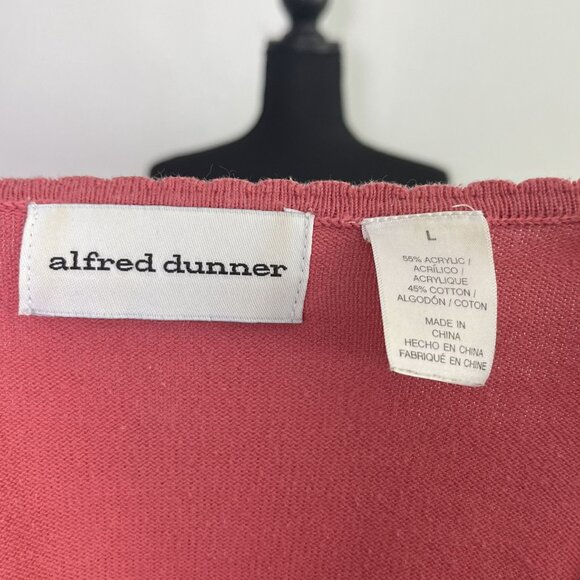 alfred dunner
L
55% ACRYLIC /
ACRÍLICO /
ACRYLIQUE
45% COTTON /
ALGODÓN / COTON
MADE IN
CHINA
HECHO EN CHINA
FABRIQUÉ EN CHINE